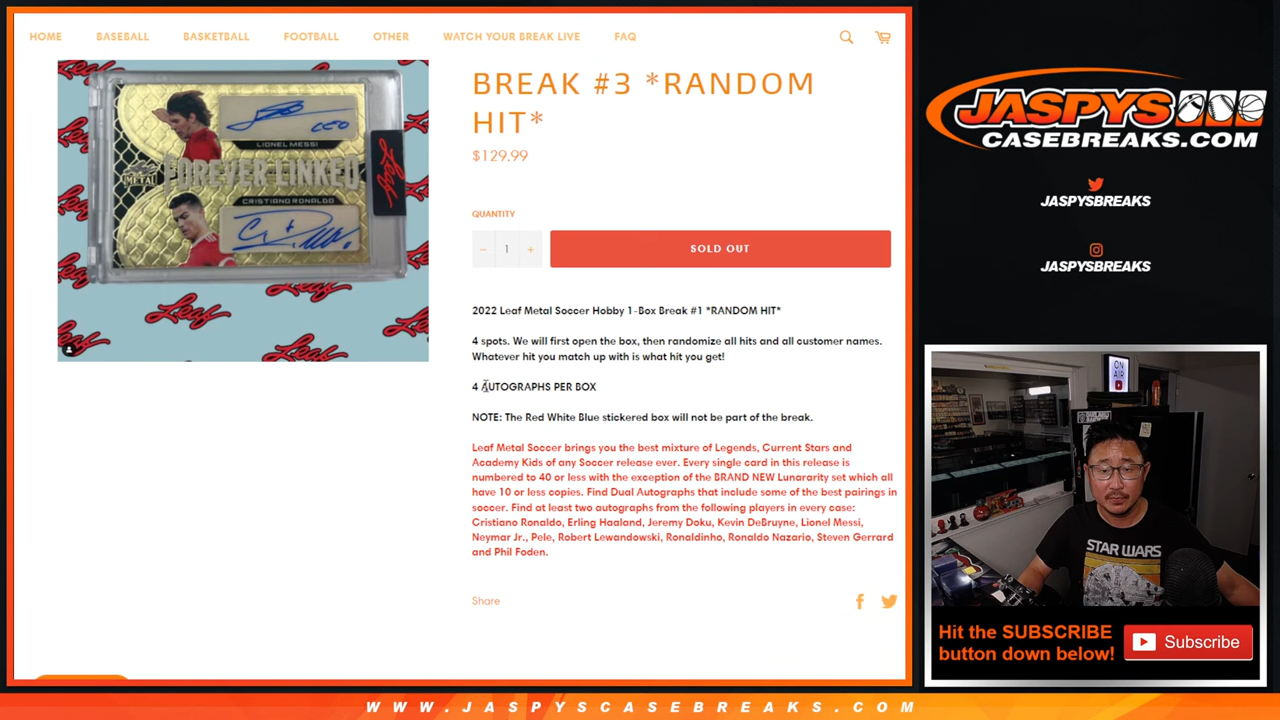 HOME BASEBALL BASKETBALL FOOTBALL OTHER WATCH YOUR BREAK LIVE FAQ
BREAK #3 *RANDOM
HIT*
$129.99
QUANTITY
− 1 +
SOLD OUT
2022 Leaf Metal Soccer Hobby 1-Box Break #1 *RANDOM HIT*
4 spots. We will first open the box, then randomize all hits and all customer names.
Whatever hit you match up with is what hit you get!
4 AUTOGRAPHS PER BOX
NOTE: The Red White Blue stickered box will not be part of the break.
Leaf Metal Soccer brings you the best mixture of Legends, Current Stars and
Academy Kids of any Soccer release ever. Every single card in this release is
numbered to 40 or less with the exception of the BRAND NEW Lunararity set which all
have 10 or less copies. Find Dual Autographs that include some of the best pairings in
soccer. Find at least two autographs from the following players in every case:
Cristiano Ronaldo, Erling Haaland, Jeremy Doku, Kevin DeBruyne, Lionel Messi,
Neymar Jr., Pele, Robert Lewandowski, Ronaldinho, Ronaldo Nazario, Steven Gerrard
and Phil Foden.
Share
LEO
LIONEL MESSI
FOREVER LINKED
Leaf
METAL
CRISTIANO RONALDO
Leaf
Leaf
Leaf
Leaf
JASPYS
CASEBREAKS.COM
JASPYSBREAKS
JASPYSBREAKS
ON
AIR
STAR WARS
Hit the SUBSCRIBE
button down below!
Subscribe
WWW.JASPYSCASEBREAKS.COM